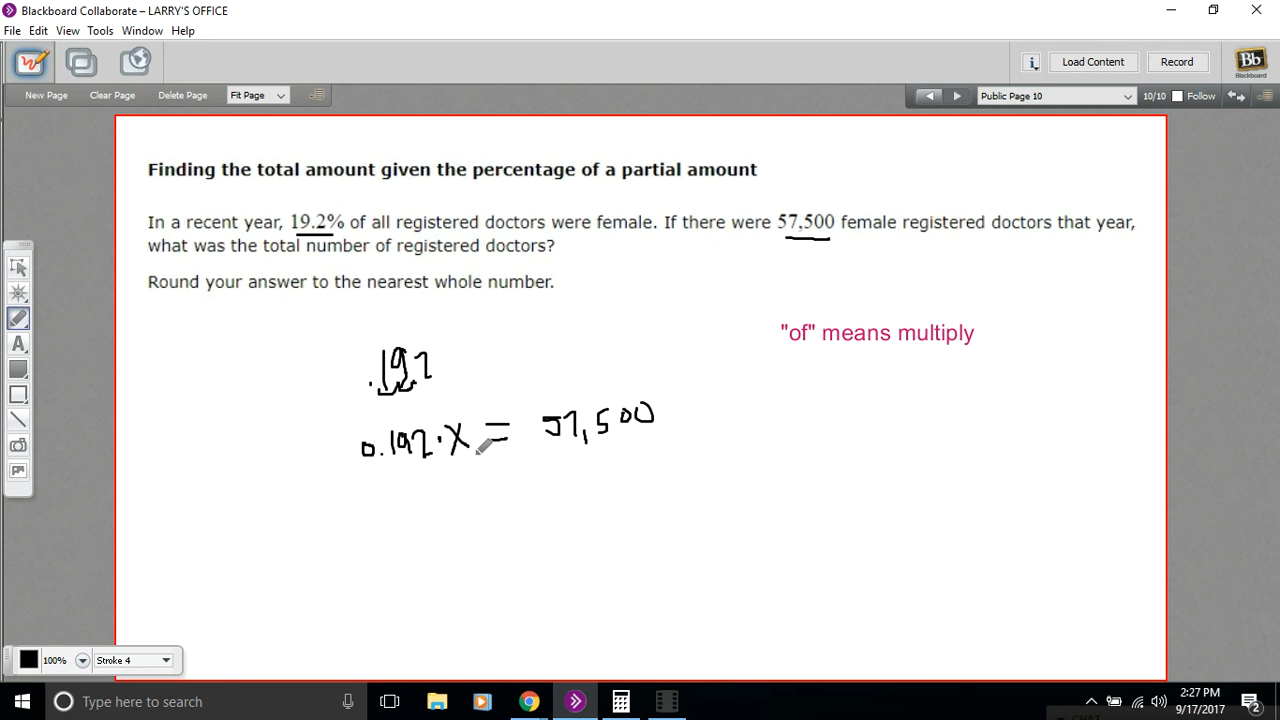 Blackboard Collaborate – LARRY'S OFFICE
File Edit View Tools Window Help
Load Content Record Bb Blackboard
New Page Clear Page Delete Page Fit Page Public Page 10 10/10 Follow
Finding the total amount given the percentage of a partial amount
In a recent year, 19.2% of all registered doctors were female. If there were 57,500 female registered doctors that year,
what was the total number of registered doctors?
Round your answer to the nearest whole number.
"of" means multiply
.192
0.192·X = 57,500
A
100% Stroke 4
Type here to search
2:27 PM
9/17/2017
2